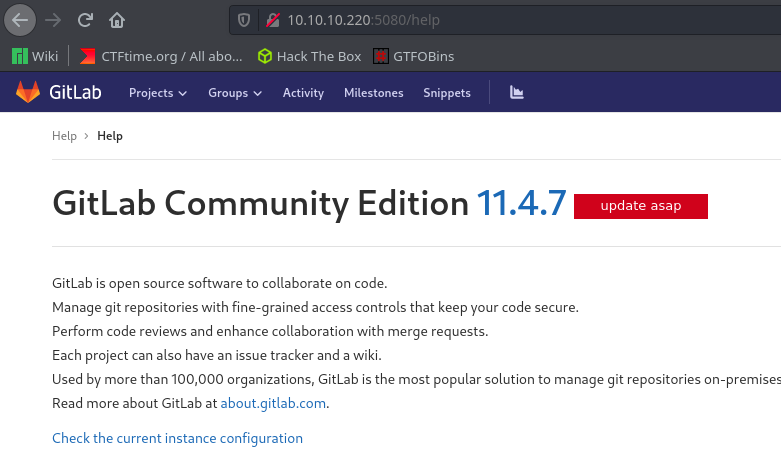 10.10.10.220:5080/help
Wiki CTFtime.org / All abo... Hack The Box GTFOBins
GitLab Projects Groups Activity Milestones Snippets
Help > Help
GitLab Community Edition 11.4.7 update asap
GitLab is open source software to collaborate on code.
Manage git repositories with fine-grained access controls that keep your code secure.
Perform code reviews and enhance collaboration with merge requests.
Each project can also have an issue tracker and a wiki.
Used by more than 100,000 organizations, GitLab is the most popular solution to manage git repositories on-premises
Read more about GitLab at about.gitlab.com.
Check the current instance configuration